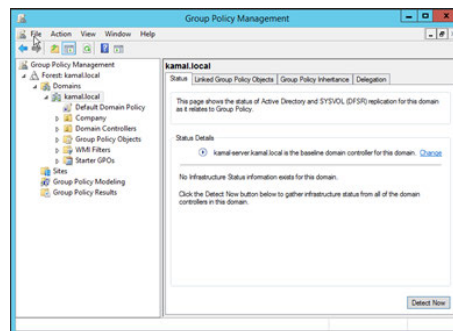 Group Policy Management
File Action View Window Help
Group Policy Management
Forest: kamal.local
Domains
kamal.local
Default Domain Policy
Company
Domain Controllers
Group Policy Objects
WMI Filters
Starter GPOs
Sites
Group Policy Modeling
Group Policy Results
kamal.local
Status Linked Group Policy Objects Group Policy Inheritance Delegation
This page shows the status of Active Directory and SYSVOL (DFSR) replication for this domain
as it relates to Group Policy.
Status Details
kamal-server.kamal.local is the baseline domain controller for this domain. Change
No Infrastructure Status information exists for this domain.
Click the Detect Now button below to gather infrastructure status from all of the domain
controllers in this domain.
Detect Now